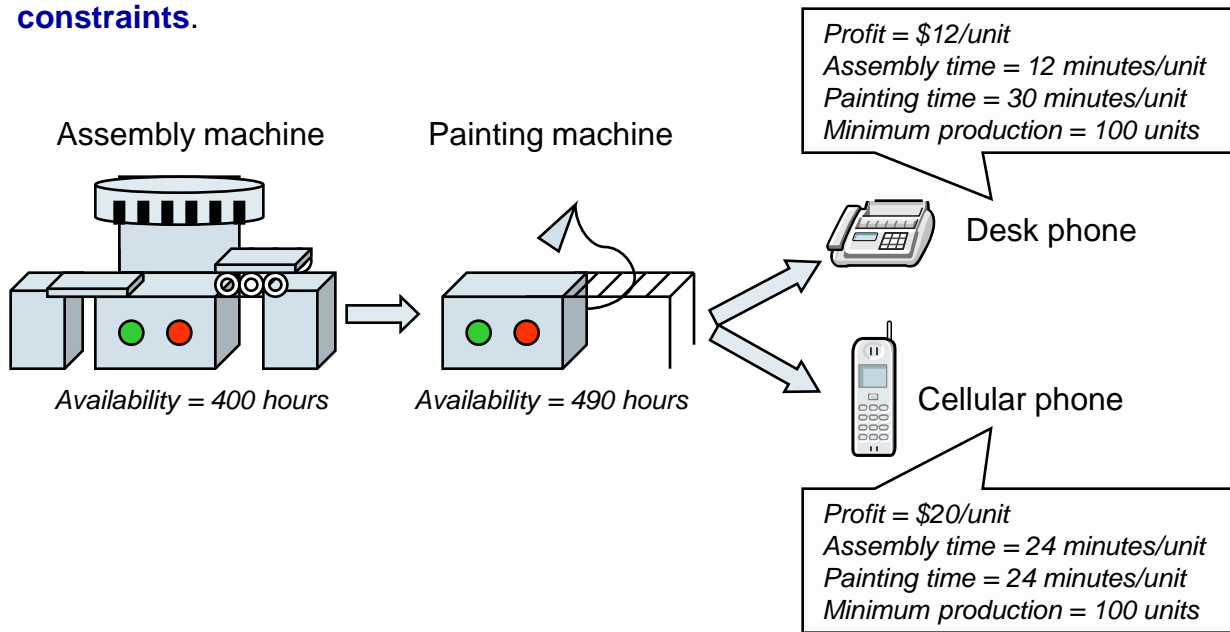 constraints.
Profit = $12/unit
Assembly time = 12 minutes/unit
Painting time = 30 minutes/unit
Minimum production = 100 units
Assembly machine
Painting machine
Desk phone
Availability = 400 hours
Availability = 490 hours
Cellular phone
Profit = $20/unit
Assembly time = 24 minutes/unit
Painting time = 24 minutes/unit
Minimum production = 100 units